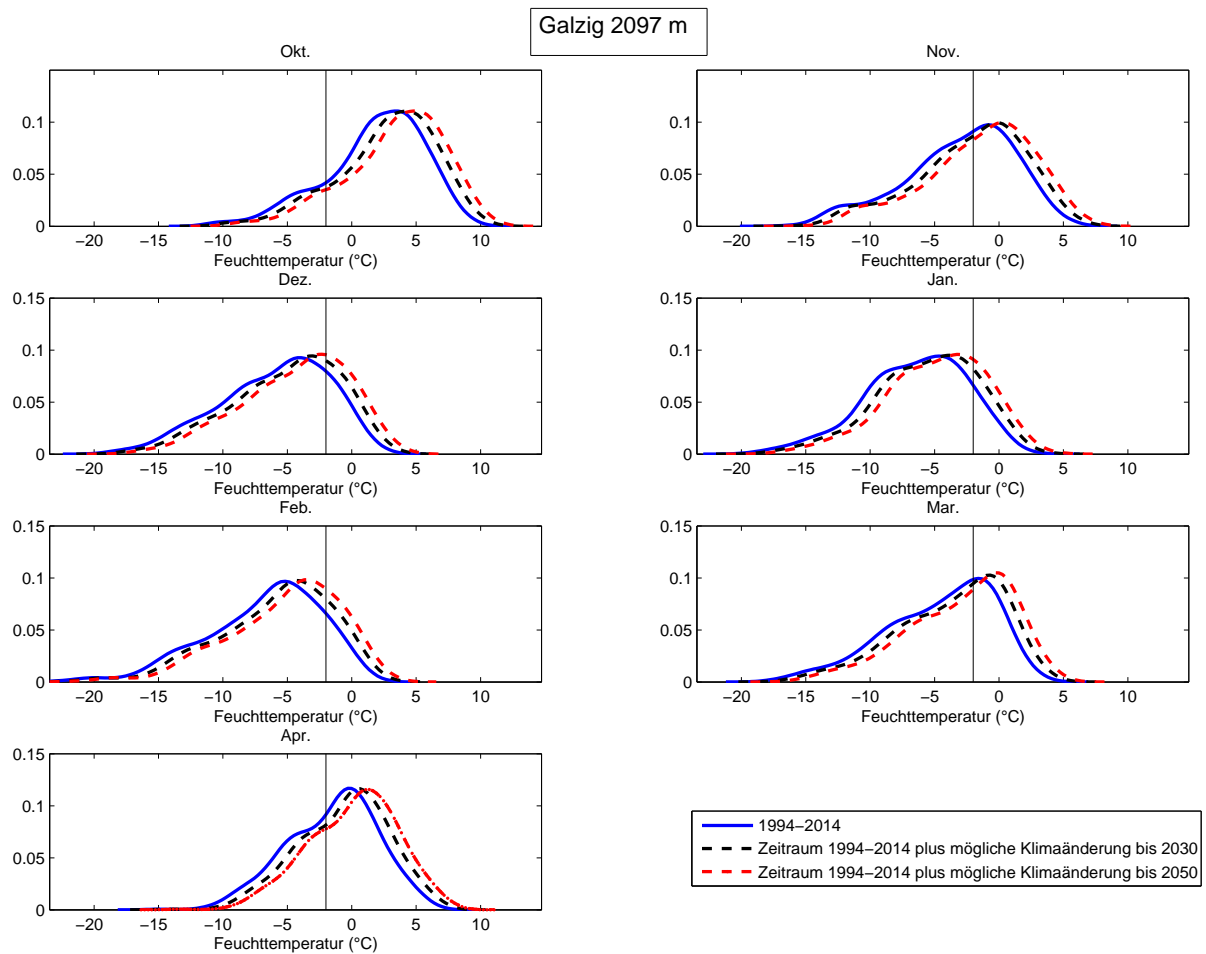 Galzig 2097 m
Okt.
0.1
0.05
0
−20 −15 −10 −5 0 5 10
Feuchttemperatur (°C)
Nov.
0.1
0.05
0
−20 −15 −10 −5 0 5 10
Feuchttemperatur (°C)
Dez.
0.15
0.1
0.05
0
−20 −15 −10 −5 0 5 10
Feuchttemperatur (°C)
Jan.
0.15
0.1
0.05
0
−20 −15 −10 −5 0 5 10
Feuchttemperatur (°C)
Feb.
0.15
0.1
0.05
0
−20 −15 −10 −5 0 5 10
Feuchttemperatur (°C)
Mar.
0.15
0.1
0.05
0
−20 −15 −10 −5 0 5 10
Feuchttemperatur (°C)
Apr.
0.15
0.1
0.05
0
−20 −15 −10 −5 0 5 10
Feuchttemperatur (°C)
1994−2014
Zeitraum 1994−2014 plus mögliche Klimaänderung bis 2030
Zeitraum 1994−2014 plus mögliche Klimaänderung bis 2050